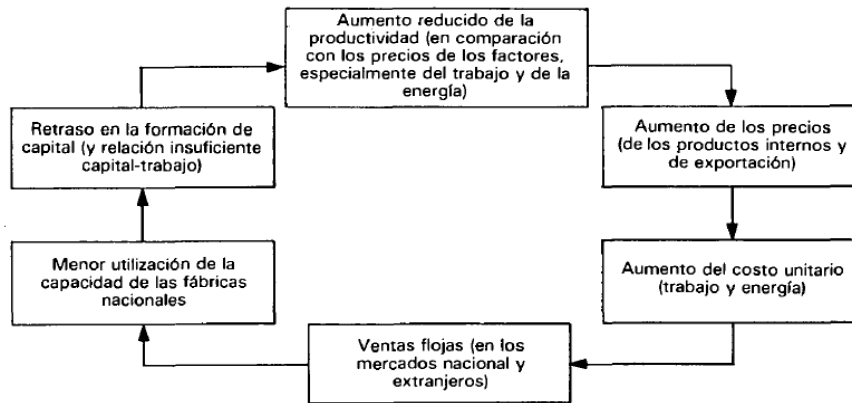 Aumento reducido de la
productividad (en comparación
con los precios de los factores,
especialmente del trabajo y de la
energía)
Aumento de los precios
(de los productos internos y
de exportación)
Aumento del costo unitario
(trabajo y energía)
Ventas flojas (en los
mercados nacional y
extranjeros)
Menor utilización de la
capacidad de las fábricas
nacionales
Retraso en la formación de
capital (y relación insuficiente
capital-trabajo)